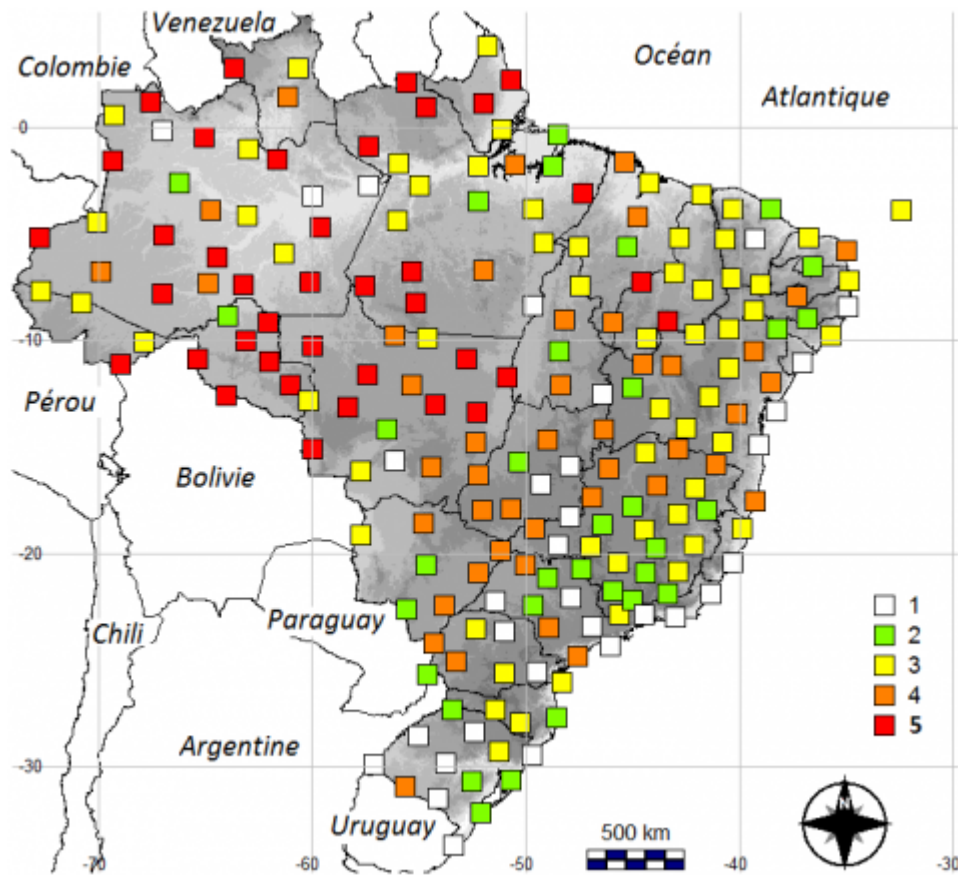 Venezuela
Colombie
Océan
Atlantique
0
-10
Pérou
Bolivie
-20
Chili
Paraguay
1
2
3
4
5
Argentine
-30
Uruguay
500 km
N
-70
-60
-50
-40
-30